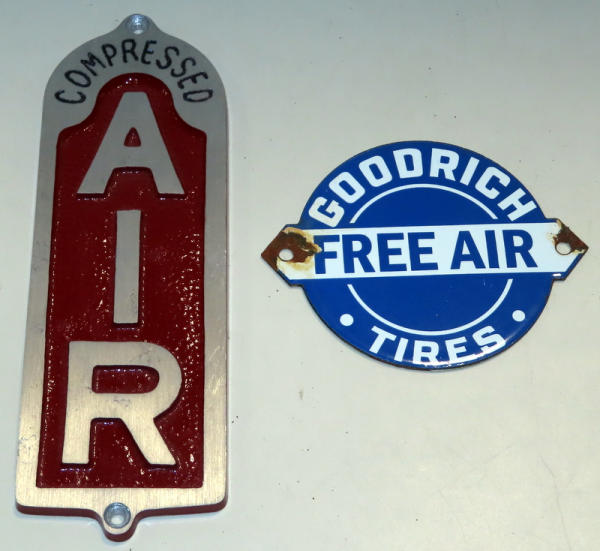 COMPRESSED
AIR
GOODRICH
FREE AIR
TIRES